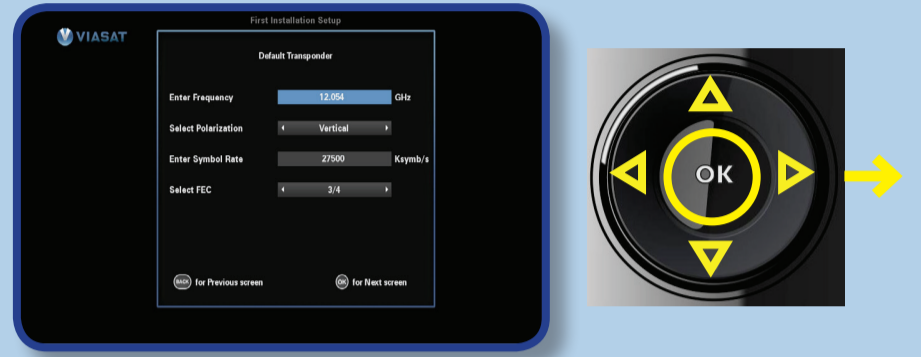 First Installation Setup
VIASAT
Default Transponder
Enter Frequency 12.054 GHz
Select Polarization Vertical
Enter Symbol Rate 27500 Ksymb/s
Select FEC 3/4
BACK for Previous screen OK for Next screen
OK